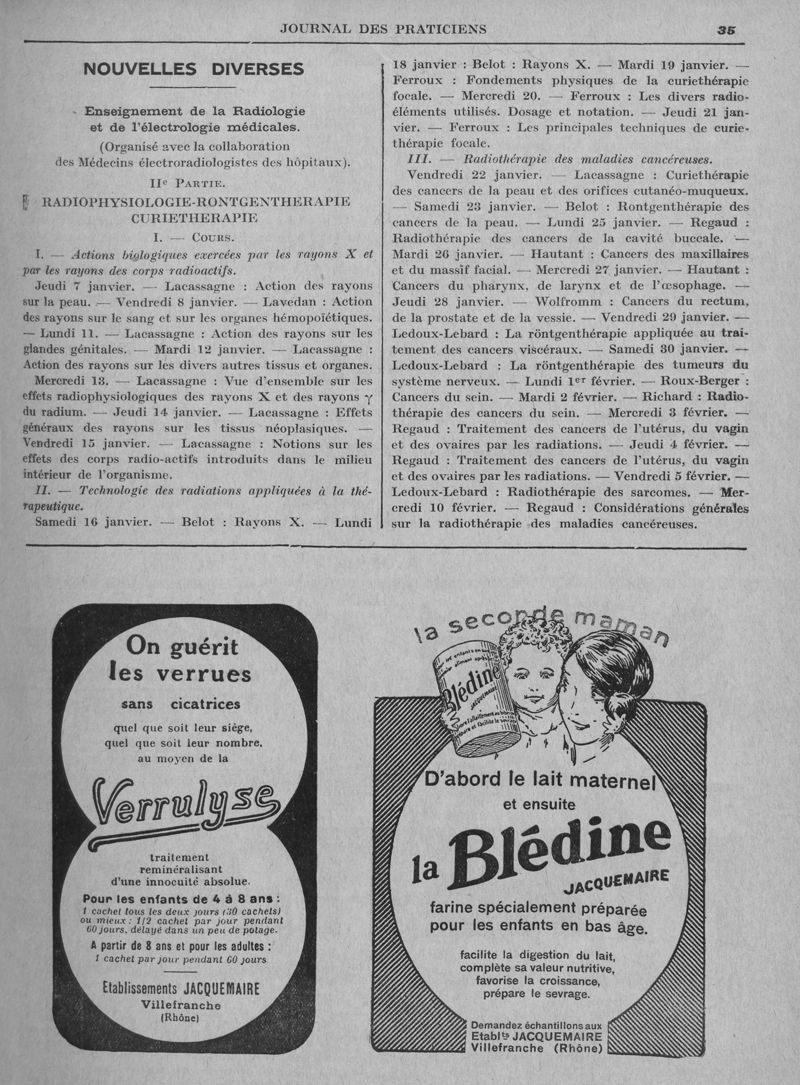 JOURNAL DES PRATICIENS 35
NOUVELLES DIVERSES
Enseignement de la Radiologie
et de l'électrologie médicales.
(Organisé avec la collaboration
des Médecins électroradiologistes des hôpitaux).
IIe PARTIE.
RADIOPHYSIOLOGIE-RONTGENTHERAPIE
CURIETHERAPIE
I. — COURS.
I. — Actions biologiques exercées par les rayons X et
par les rayons des corps radioactifs.
Jeudi 7 janvier. — Lacassagne : Action des rayons
sur la peau. — Vendredi 8 janvier. — Lavedan : Action
des rayons sur le sang et sur les organes hémopoïétiques.
— Lundi 11. — Lacassagne : Action des rayons sur les
glandes génitales. — Mardi 12 janvier. — Lacassagne :
Action des rayons sur les divers autres tissus et organes.
Mercredi 13. — Lacassagne : Vue d'ensemble sur les
effets radiophysiologiques des rayons X et des rayons γ
du radium. — Jeudi 14 janvier. — Lacassagne : Effets
généraux des rayons sur les tissus néoplasiques. —
Vendredi 15 janvier. — Lacassagne : Notions sur les
effets des corps radio-actifs introduits dans le milieu
intérieur de l'organisme.
II. — Technologie des radiations appliquées à la thé-
rapeutique.
Samedi 16 janvier. — Belot : Rayons X. — Lundi
18 janvier : Belot : Rayons X. — Mardi 19 janvier. —
Ferroux : Fondements physiques de la curiethérapie
focale. — Mercredi 20. — Ferroux : Les divers radio-
éléments utilisés. Dosage et notation. — Jeudi 21 jan-
vier. — Ferroux : Les principales techniques de curie-
thérapie focale.
III. — Radiothérapie des maladies cancéreuses.
Vendredi 22 janvier. — Lacassagne : Curiethérapie
des cancers de la peau et des orifices cutanéo-muqueux.
— Samedi 23 janvier. — Belot : Rontgenthérapie des
cancers de la peau. — Lundi 25 janvier. — Regaud :
Radiothérapie des cancers de la cavité buccale. —
Mardi 26 janvier. — Hautant : Cancers des maxillaires
et du massif facial. — Mercredi 27 janvier. — Hautant :
Cancers du pharynx, de larynx et de l'œsophage. —
Jeudi 28 janvier. — Wolfromm : Cancers du rectum,
de la prostate et de la vessie. — Vendredi 29 janvier. —
Ledoux-Lebard : La röntgenthérapie appliquée au trai-
tement des cancers viscéraux. — Samedi 30 janvier. —
Ledoux-Lebard : La röntgenthérapie des tumeurs du
système nerveux. — Lundi 1er février. — Roux-Berger :
Cancers du sein. — Mardi 2 février. — Richard : Radio-
thérapie des cancers du sein. — Mercredi 3 février. —
Regaud : Traitement des cancers de l'utérus, du vagin
et des ovaires par les radiations. — Jeudi 4 février. —
Regaud : Traitement des cancers de l'utérus, du vagin
et des ovaires par les radiations. — Vendredi 5 février. —
Ledoux-Lebard : Radiothérapie des sarcomes. — Mer-
credi 10 février. — Regaud : Considérations générales
sur la radiothérapie des maladies cancéreuses.
On guérit
les verrues
sans cicatrices
quel que soit leur siège,
quel que soit leur nombre,
au moyen de la
Verrulyse
traitement
reminéralisant
d'une innocuité absolue.
Pour les enfants de 4 à 8 ans :
1 cachet tous les deux jours (30 cachets)
ou mieux : 1/2 cachet par jour pendant
60 jours, délayé dans un peu de potage.
A partir de 8 ans et pour les adultes :
1 cachet par jour pendant 60 jours
Etablissements JACQUEMAIRE
Villefranche
(Rhône)
la seconde maman
Blédine
JACQUEMAIRE
D'abord le lait maternel
et ensuite
la Blédine
JACQUEMAIRE
farine spécialement préparée
pour les enfants en bas âge.
facilite la digestion du lait,
complète sa valeur nutritive,
favorise la croissance,
prépare le sevrage.
Demandez échantillons aux
Etablts JACQUEMAIRE
Villefranche (Rhône)